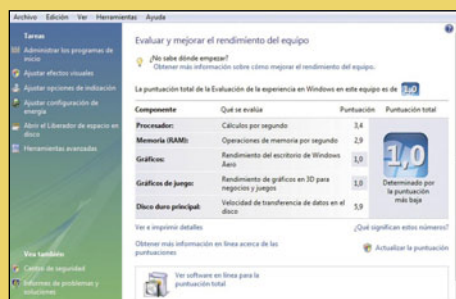 Archivo Edición Ver Herramientas Ayuda
Tareas
Administrar los programas de
inicio
Ajustar efectos visuales
Ajustar opciones de indización
Ajustar configuración de
energía
Abrir el Liberador de espacio en
disco
Herramientas avanzadas
Vea también
Centro de seguridad
Informes de problemas y
soluciones
Evaluar y mejorar el rendimiento del equipo
¿No sabe dónde empezar?
Obtener más información sobre cómo mejorar el rendimiento del equipo.
La puntuación total de la Evaluación de la experiencia en Windows en este equipo es de 1,0
Componente Qué se evalúa Puntuación Puntuación total
Procesador: Cálculos por segundo 3,4
Memoria (RAM): Operaciones de memoria por segundo 2,9
Gráficos: Rendimiento del escritorio de Windows
Aero 1,0
Gráficos de juego: Rendimiento de gráficos en 3D para
negocios y juegos 1,0
Disco duro principal: Velocidad de transferencia de datos en el
disco 5,9
1,0
Determinado por
la puntuación
más baja
Ver e imprimir detalles
¿Qué significan estos números?
Obtener más información en línea acerca de las
puntuaciones
Actualizar la puntuación
Ver software en línea para la
puntuación total